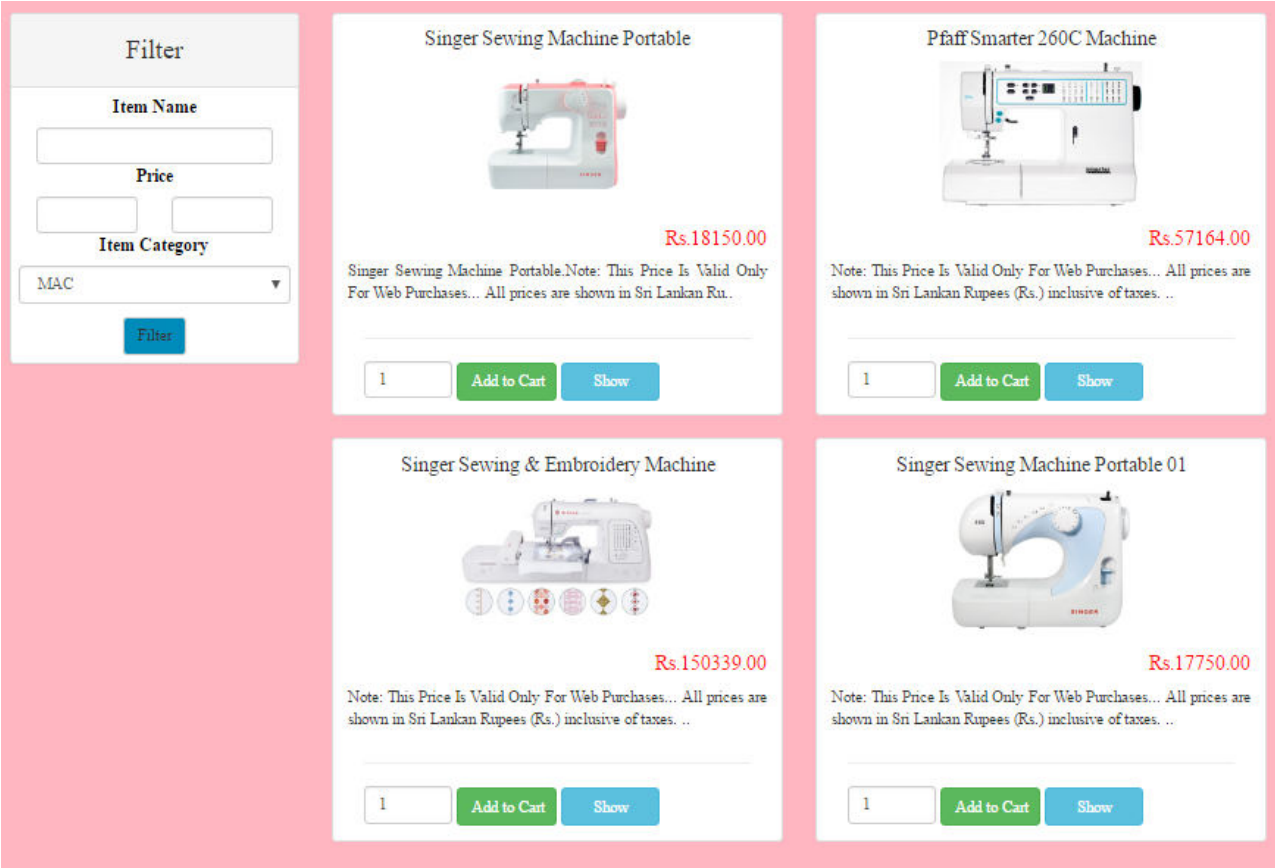 Filter
Item Name
Price
Item Category
MAC
Filter
Singer Sewing Machine Portable
SINGER
Rs.18150.00
Singer Sewing Machine Portable.Note: This Price Is Valid Only
For Web Purchases... All prices are shown in Sri Lankan Ru..
1
Add to Cart
Show
Pfaff Smarter 260C Machine
Rs.57164.00
Note: This Price Is Valid Only For Web Purchases... All prices are
shown in Sri Lankan Rupees (Rs.) inclusive of taxes. ..
1
Add to Cart
Show
Singer Sewing & Embroidery Machine
Rs.150339.00
Note: This Price Is Valid Only For Web Purchases... All prices are
shown in Sri Lankan Rupees (Rs.) inclusive of taxes. ..
1
Add to Cart
Show
Singer Sewing Machine Portable 01
SINGER
Rs.17750.00
Note: This Price Is Valid Only For Web Purchases... All prices are
shown in Sri Lankan Rupees (Rs.) inclusive of taxes. ..
1
Add to Cart
Show